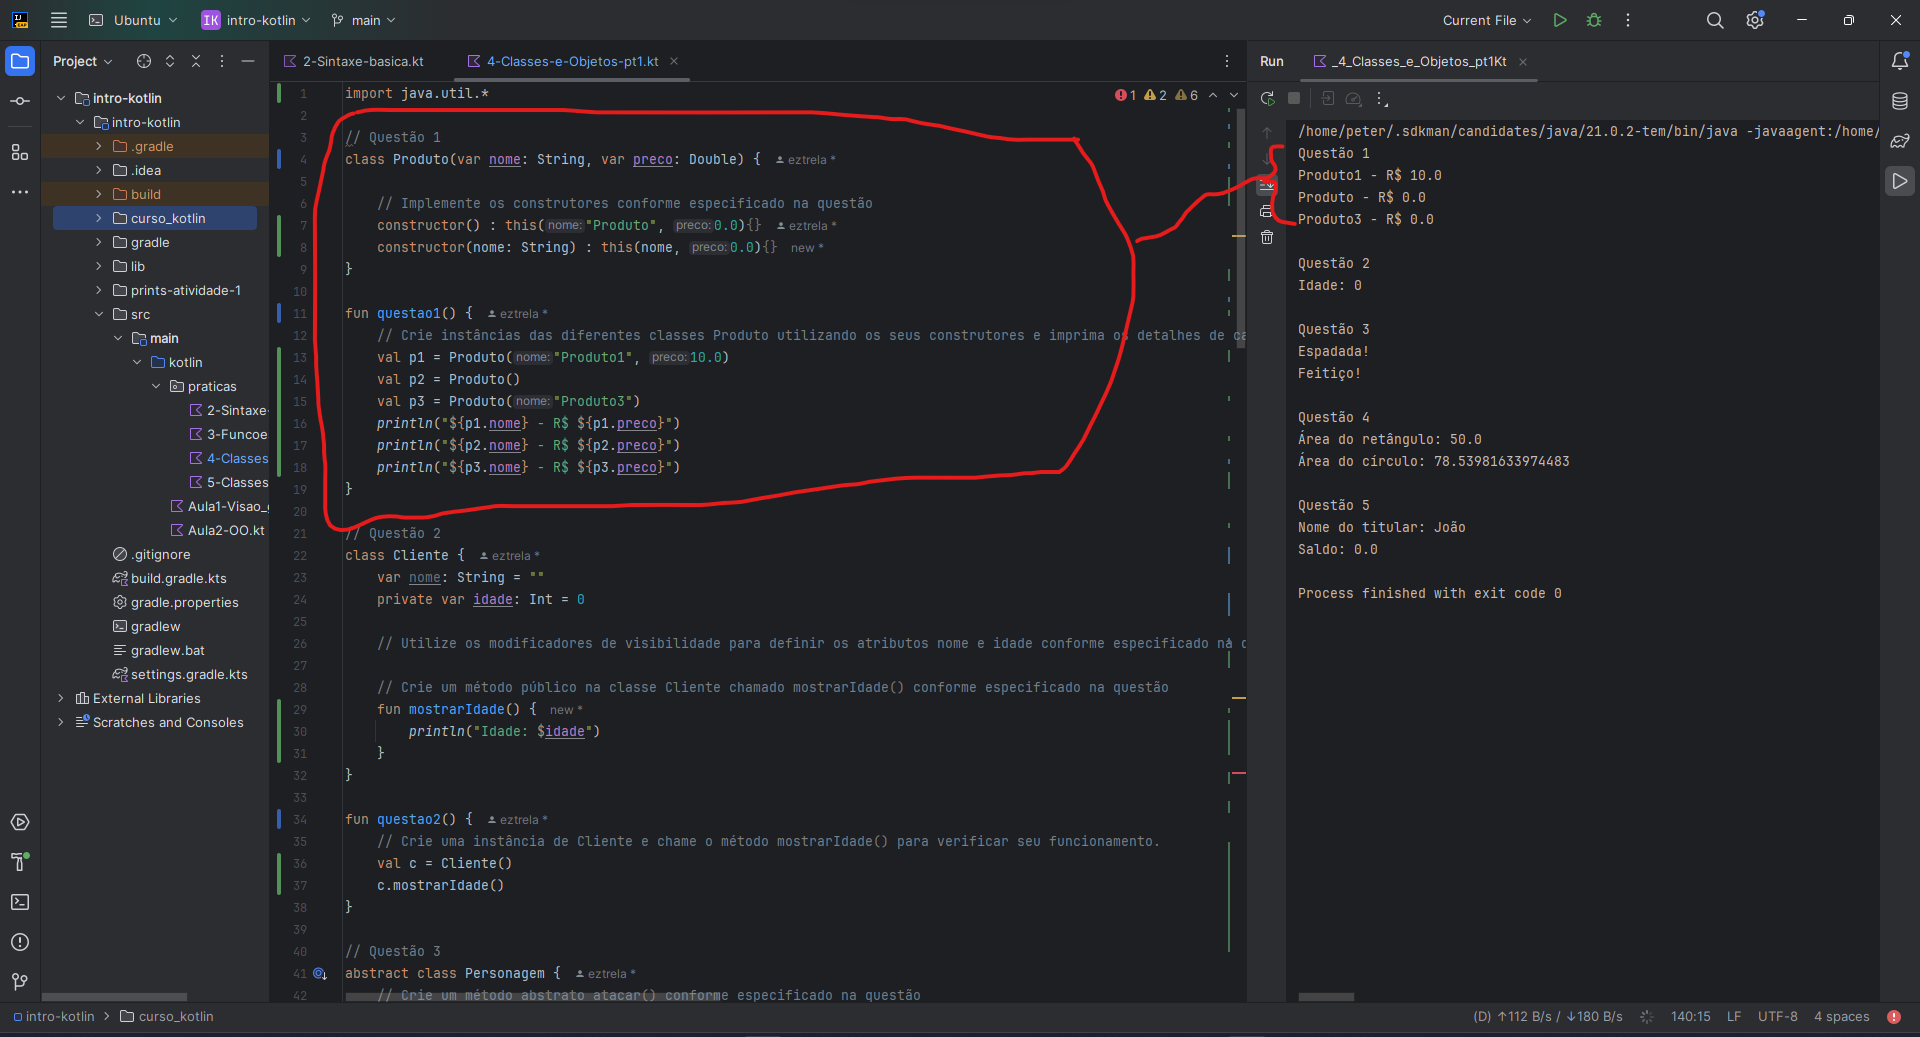 Ubuntu
IK intro-kotlin
main
Current File
Project
2-Sintaxe-basica.kt
4-Classes-e-Objetos-pt1.kt
Run
_4_Classes_e_Objetos_pt1Kt
intro-kotlin
intro-kotlin
.gradle
.idea
build
curso_kotlin
gradle
lib
prints-atividade-1
src
main
kotlin
praticas
2-Sintaxe-
3-Funcoe
4-Classes
5-Classes
Aula1-Visao_
Aula2-OO.kt
.gitignore
build.gradle.kts
gradle.properties
gradlew
gradlew.bat
settings.gradle.kts
External Libraries
Scratches and Consoles
1 import java.util.*
1 2 6
2
3 // Questão 1
4 class Produto(var nome: String, var preco: Double) { eztrela *
5
6 // Implemente os construtores conforme especificado na questão
7 constructor() : this( nome: "Produto", preco: 0.0){} eztrela *
8 constructor(nome: String) : this(nome, preco: 0.0){} new *
9 }
10
11 fun questao1() { eztrela *
12 // Crie instâncias das diferentes classes Produto utilizando os seus construtores e imprima os detalhes de ca
13 val p1 = Produto( nome: "Produto1", preco: 10.0)
14 val p2 = Produto()
15 val p3 = Produto( nome: "Produto3")
16 println("${p1.nome} - R$ ${p1.preco}")
17 println("${p2.nome} - R$ ${p2.preco}")
18 println("${p3.nome} - R$ ${p3.preco}")
19 }
20
21 // Questão 2
22 class Cliente { eztrela *
23 var nome: String = ""
24 private var idade: Int = 0
25
26 // Utilize os modificadores de visibilidade para definir os atributos nome e idade conforme especificado na q
27
28 // Crie um método público na classe Cliente chamado mostrarIdade() conforme especificado na questão
29 fun mostrarIdade() { new *
30 println("Idade: $idade")
31 }
32 }
33
34 fun questao2() { eztrela *
35 // Crie uma instância de Cliente e chame o método mostrarIdade() para verificar seu funcionamento.
36 val c = Cliente()
37 c.mostrarIdade()
38 }
39
40 // Questão 3
41 abstract class Personagem { eztrela *
42 // Crie um método abstrato atacar() conforme especificado na questão
/home/peter/.sdkman/candidates/java/21.0.2-tem/bin/java -javaagent:/home/
Questão 1
Produto1 - R$ 10.0
Produto - R$ 0.0
Produto3 - R$ 0.0
Questão 2
Idade: 0
Questão 3
Espadada!
Feitiço!
Questão 4
Área do retângulo: 50.0
Área do círculo: 78.53981633974483
Questão 5
Nome do titular: João
Saldo: 0.0
Process finished with exit code 0
intro-kotlin > curso_kotlin
(D) ↑112 B/s / ↓180 B/s
140:15
LF
UTF-8
4 spaces